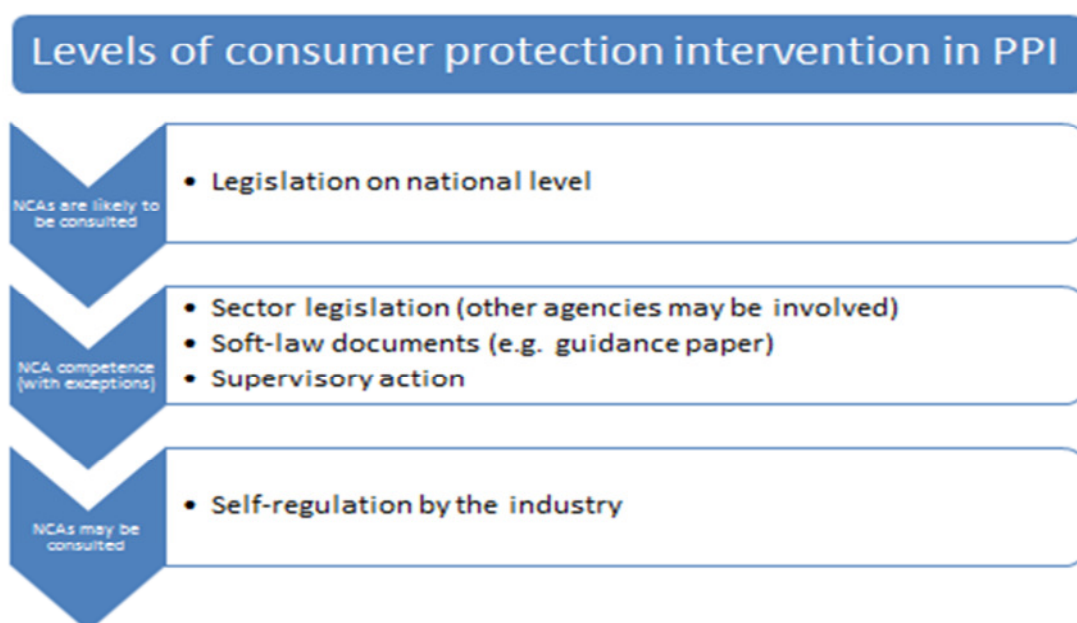 Levels of consumer protection intervention in PPI
NCAs are likely to
be consulted
• Legislation on national level
NCA competence
(with exceptions)
• Sector legislation (other agencies may be involved)
• Soft-law documents (e.g. guidance paper)
• Supervisory action
NCAs may be
consulted
• Self-regulation by the industry